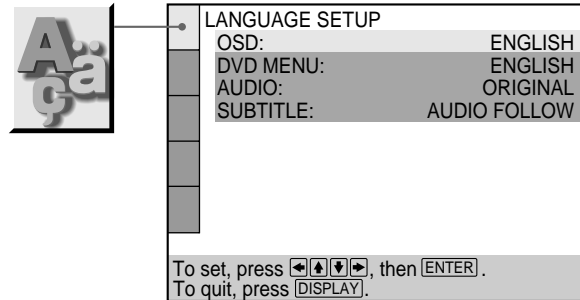 A ä ç
LANGUAGE SETUP
OSD: ENGLISH
DVD MENU: ENGLISH
AUDIO: ORIGINAL
SUBTITLE: AUDIO FOLLOW
To set, press ←↑↓→, then ENTER .
To quit, press DISPLAY.